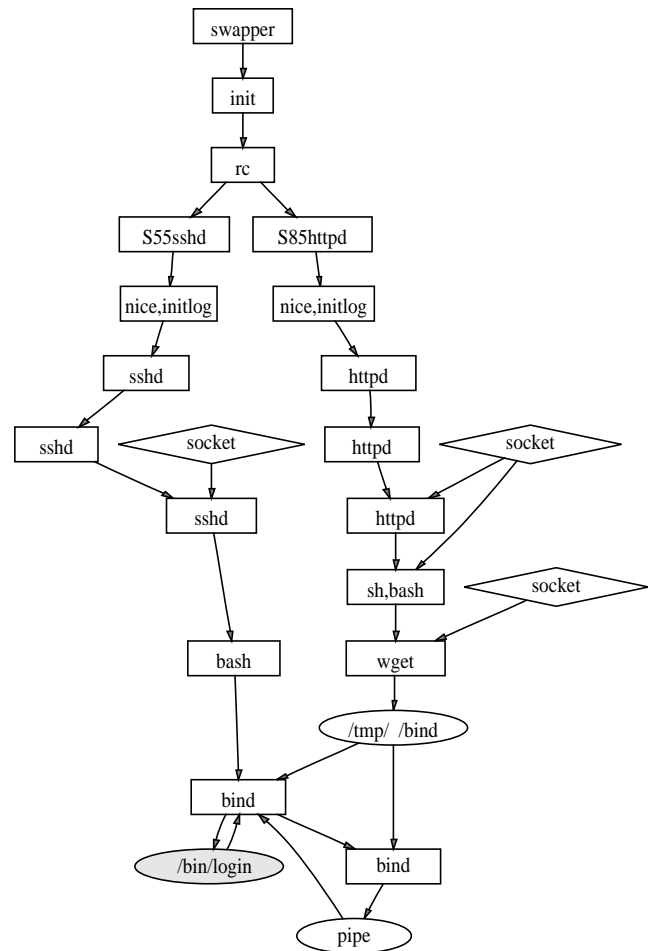 swapper
init
rc
S55sshd
S85httpd
nice,initlog
nice,initlog
sshd
httpd
sshd
socket
httpd
socket
sshd
httpd
sh,bash
socket
bash
wget
/tmp/  /bind
bind
/bin/login
bind
pipe